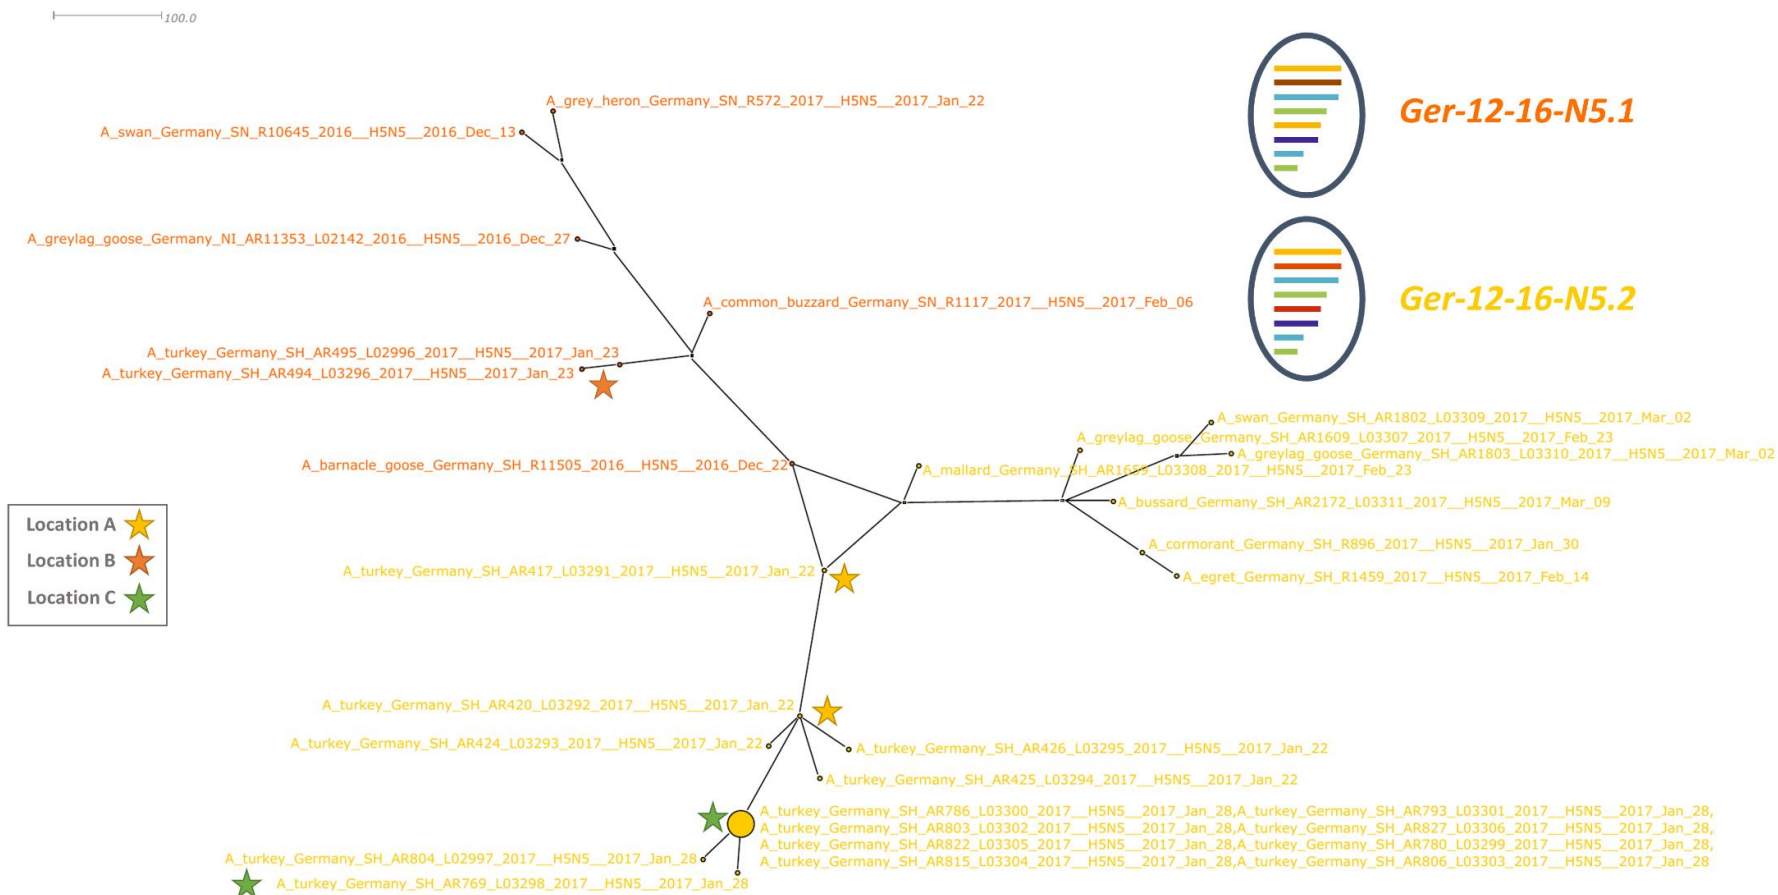 100.0
A_grey_heron_Germany_SN_R572_2017__H5N5__2017_Jan_22
Ger-12-16-N5.1
A_swan_Germany_SN_R10645_2016__H5N5__2016_Dec_13
A_greylag_goose_Germany_NI_AR11353_L02142_2016__H5N5__2016_Dec_27
A_common_buzzard_Germany_SN_R1117_2017__H5N5__2017_Feb_06
Ger-12-16-N5.2
A_turkey_Germany_SH_AR495_L02996_2017__H5N5__2017_Jan_23
A_turkey_Germany_SH_AR494_L03296_2017__H5N5__2017_Jan_23
A_swan_Germany_SH_AR1802_L03309_2017__H5N5__2017_Mar_02
A_greylag_goose_Germany_SH_AR1609_L03307_2017__H5N5__2017_Feb_23
A_greylag_goose_Germany_SH_AR1803_L03310_2017__H5N5__2017_Mar_02
A_barnacle_goose_Germany_SH_R11505_2016__H5N5__2016_Dec_22
A_mallard_Germany_SH_AR1659_L03308_2017__H5N5__2017_Feb_23
A_bussard_Germany_SH_AR2172_L03311_2017__H5N5__2017_Mar_09
Location A
Location B
Location C
A_cormorant_Germany_SH_R896_2017__H5N5__2017_Jan_30
A_turkey_Germany_SH_AR417_L03291_2017__H5N5__2017_Jan_22
A_egret_Germany_SH_R1459_2017__H5N5__2017_Feb_14
A_turkey_Germany_SH_AR420_L03292_2017__H5N5__2017_Jan_22
A_turkey_Germany_SH_AR424_L03293_2017__H5N5__2017_Jan_22
A_turkey_Germany_SH_AR426_L03295_2017__H5N5__2017_Jan_22
A_turkey_Germany_SH_AR425_L03294_2017__H5N5__2017_Jan_22
A_turkey_Germany_SH_AR786_L03300_2017__H5N5__2017_Jan_28,A_turkey_Germany_SH_AR793_L03301_2017__H5N5__2017_Jan_28,
A_turkey_Germany_SH_AR803_L03302_2017__H5N5__2017_Jan_28,A_turkey_Germany_SH_AR827_L03306_2017__H5N5__2017_Jan_28,
A_turkey_Germany_SH_AR822_L03305_2017__H5N5__2017_Jan_28,A_turkey_Germany_SH_AR780_L03299_2017__H5N5__2017_Jan_28,
A_turkey_Germany_SH_AR815_L03304_2017__H5N5__2017_Jan_28,A_turkey_Germany_SH_AR806_L03303_2017__H5N5__2017_Jan_28
A_turkey_Germany_SH_AR804_L02997_2017__H5N5__2017_Jan_28
A_turkey_Germany_SH_AR769_L03298_2017__H5N5__2017_Jan_28